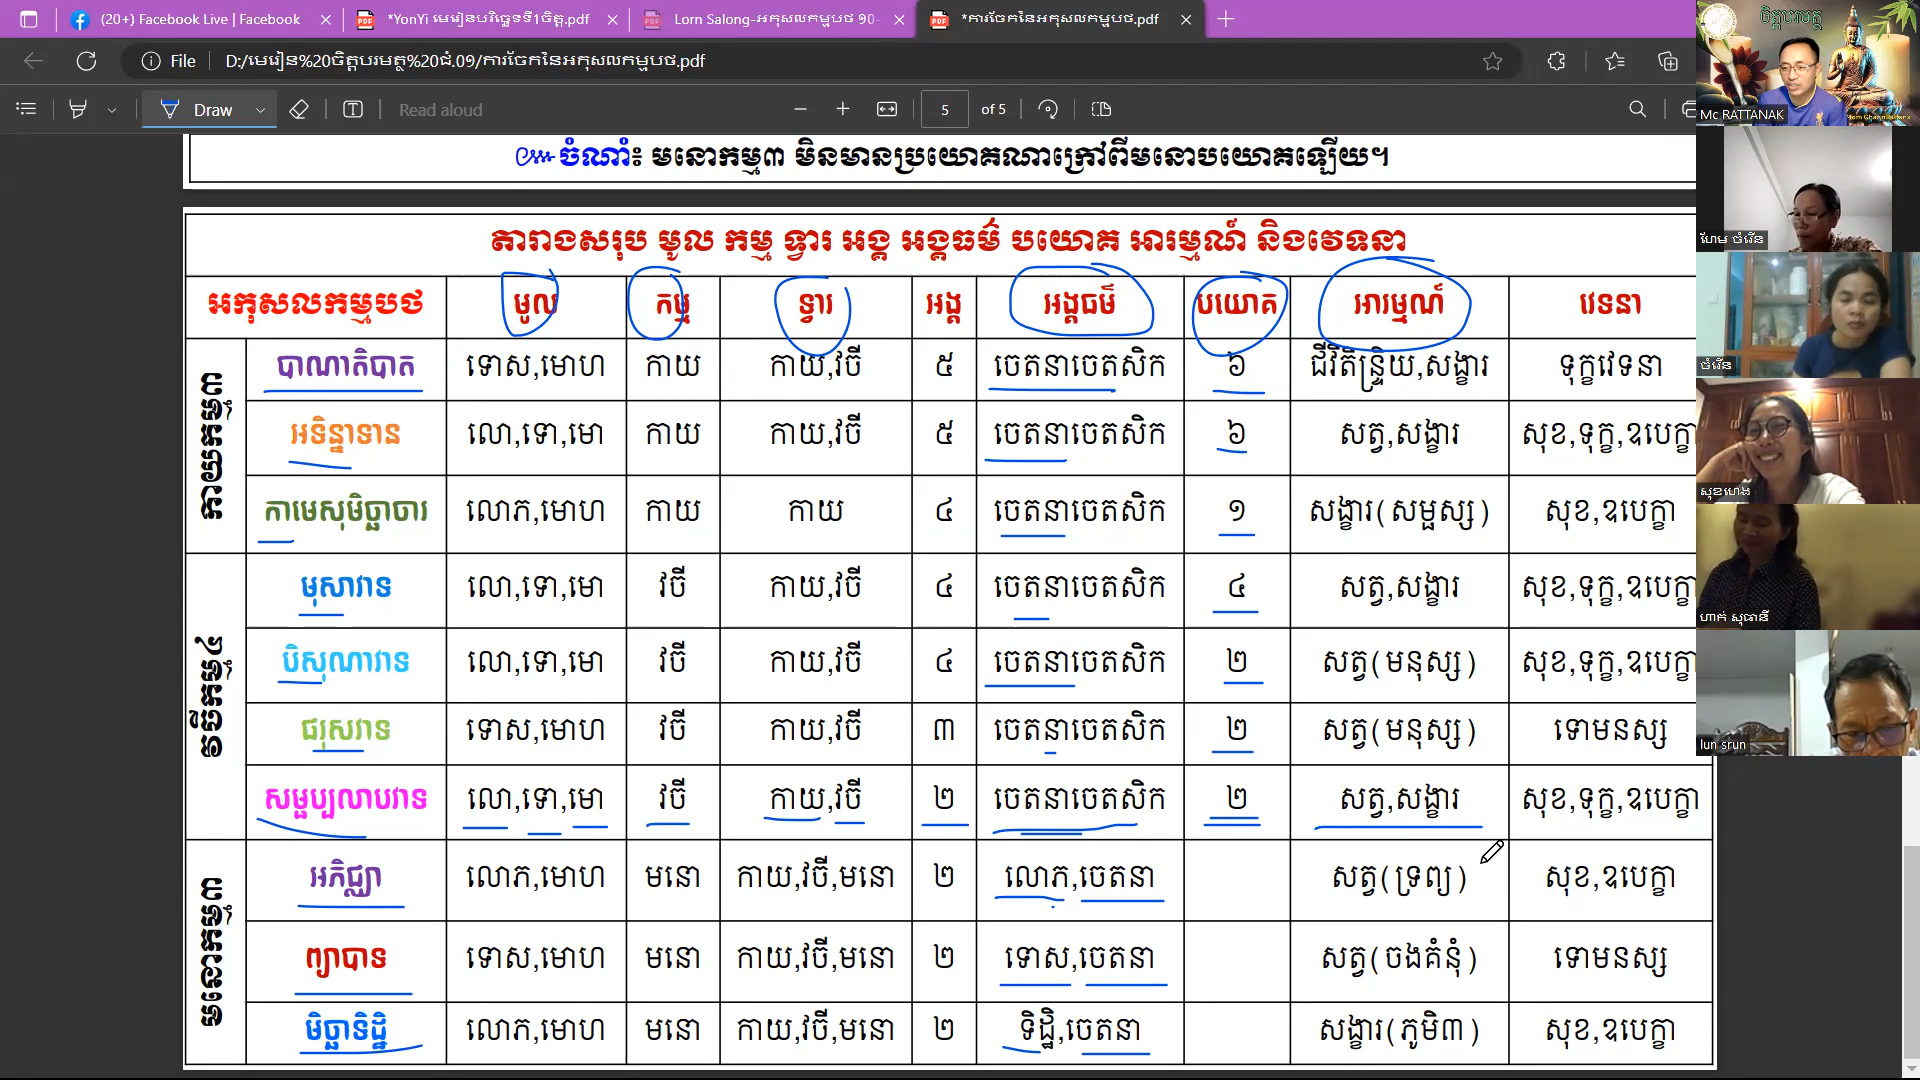 (20+) Facebook Live | Facebook
*YonYi មេរៀនបរិច្ឆេទទី1ចិត្ត.pdf
Lorn Salong-អកុសលកម្មបថ 90-
*ការចែកនៃអកុសលកម្មបថ.pdf
File
D:/មេរៀន%20ចិត្តបរមត្ថ%20ជំ.០១/ការចែកនៃអកុសលកម្មបថ.pdf
Draw
Read aloud
5 of 5
ចំណាំ៖ មនោកម្ម៣ មិនមានប្រយោគណាក្រៅពីមនោបយោគឡើយ។
តារាងសរុប មូល កម្ម ទ្វារ អង្គ អង្គធម៌ បយោគ អារម្មណ៍ និងវេទនា
អកុសលកម្មបថ មូល កម្ម ទ្វារ អង្គ អង្គធម៌ បយោគ អារម្មណ៍ វេទនា
កាយកម្ម៣
បាណាតិបាត ទោស,មោហ កាយ កាយ,វចី ៥ ចេតនាចេតសិក ៦ ជីវិតិន្ទ្រិយ,សង្ខារ ទុក្ខវេទនា
អទិន្នាទាន លោ,ទោ,មោ កាយ កាយ,វចី ៥ ចេតនាចេតសិក ៦ សត្វ,សង្ខារ សុខ,ទុក្ខ,ឧបេក្ខា
កាមេសុមិច្ឆាចារ លោភ,មោហ កាយ កាយ ៤ ចេតនាចេតសិក ១ សង្ខារ(សម្ផស្ស) សុខ,ឧបេក្ខា
វចីកម្ម៤
មុសាវាទ លោ,ទោ,មោ វចី កាយ,វចី ៤ ចេតនាចេតសិក ៤ សត្វ,សង្ខារ សុខ,ទុក្ខ,ឧបេក្ខា
បិសុណាវាទ លោ,ទោ,មោ វចី កាយ,វចី ៤ ចេតនាចេតសិក ២ សត្វ(មនុស្ស) សុខ,ទុក្ខ,ឧបេក្ខា
ផរុសវាទ ទោស,មោហ វចី កាយ,វចី ៣ ចេតនាចេតសិក ២ សត្វ(មនុស្ស) ទោមនស្ស
សម្ផប្បលាបវាទ លោ,ទោ,មោ វចី កាយ,វចី ២ ចេតនាចេតសិក ២ សត្វ,សង្ខារ សុខ,ទុក្ខ,ឧបេក្ខា
មនោកម្ម៣
អភិជ្ឈា លោភ,មោហ មនោ កាយ,វចី,មនោ ២ លោភ,ចេតនា សត្វ(ទ្រព្យ) សុខ,ឧបេក្ខា
ព្យាបាទ ទោស,មោហ មនោ កាយ,វចី,មនោ ២ ទោស,ចេតនា សត្វ(ចងគំនុំ) ទោមនស្ស
មិច្ឆាទិដ្ឋិ លោភ,មោហ មនោ កាយ,វចី,មនោ ២ ទិដ្ឋិ,ចេតនា សង្ខារ(ភូមិ៣) សុខ,ឧបេក្ខា
ចិត្តបរមត្ថ
Mc RATTANAK
ហែម ចំរើន
ចំរើន
សុខហេង
ហាក់ សុធានី
lun srun